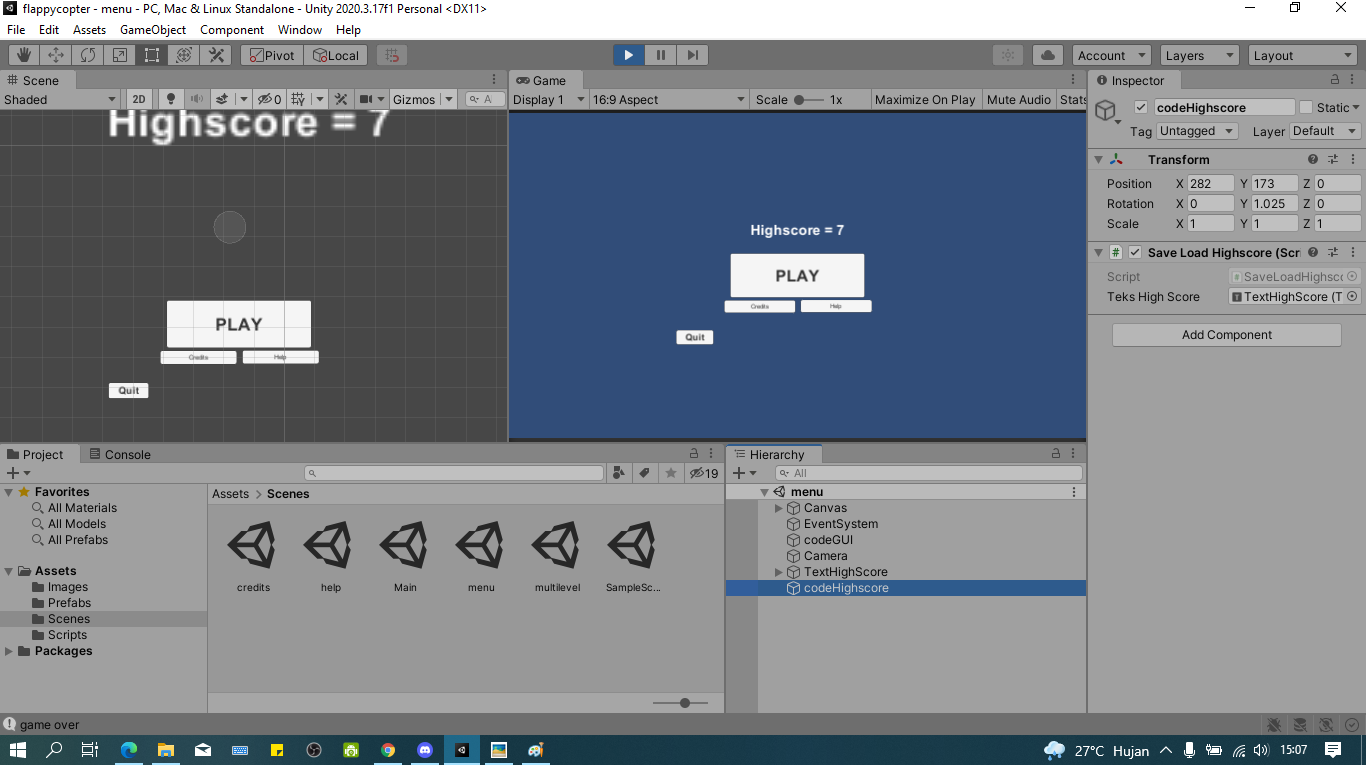 flappycopter - menu - PC, Mac & Linux Standalone - Unity 2020.3.17f1 Personal <DX11>
File Edit Assets GameObject Component Window Help
Pivot Local Account Layers Layout
Scene
Shaded 2D 0 Gizmos A
Highscore = 7
PLAY
Credits Help
Quit
Game
Display 1 16:9 Aspect Scale 1x Maximize On Play Mute Audio Stats
Highscore = 7
PLAY
Credits Help
Quit
Inspector
codeHighscore Static
Tag Untagged Layer Default
Transform
Position X 282 Y 173 Z 0
Rotation X 0 Y 1.025 Z 0
Scale X 1 Y 1 Z 1
# Save Load Highscore (Scri
Script # SaveLoadHighsco
Teks High Score TextHighScore (T
Add Component
Project Console
19
Favorites
All Materials
All Models
All Prefabs
Assets
Images
Prefabs
Scenes
Scripts
Packages
Assets > Scenes
credits help Main menu multilevel SampleSc...
Hierarchy
All
menu
Canvas
EventSystem
codeGUI
Camera
TextHighScore
codeHighscore
game over
27°C Hujan 15:07